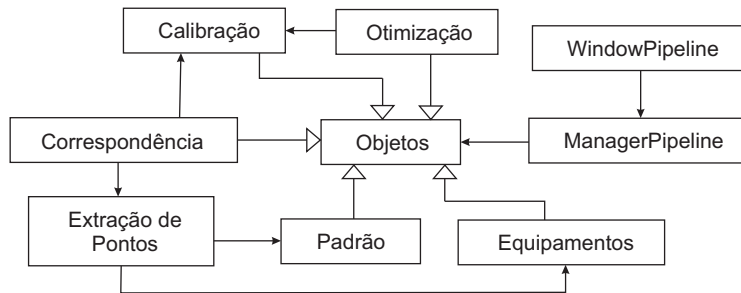 Calibração
Otimização
WindowPipeline
Correspondência
Objetos
ManagerPipeline
Extração de
Pontos
Padrão
Equipamentos